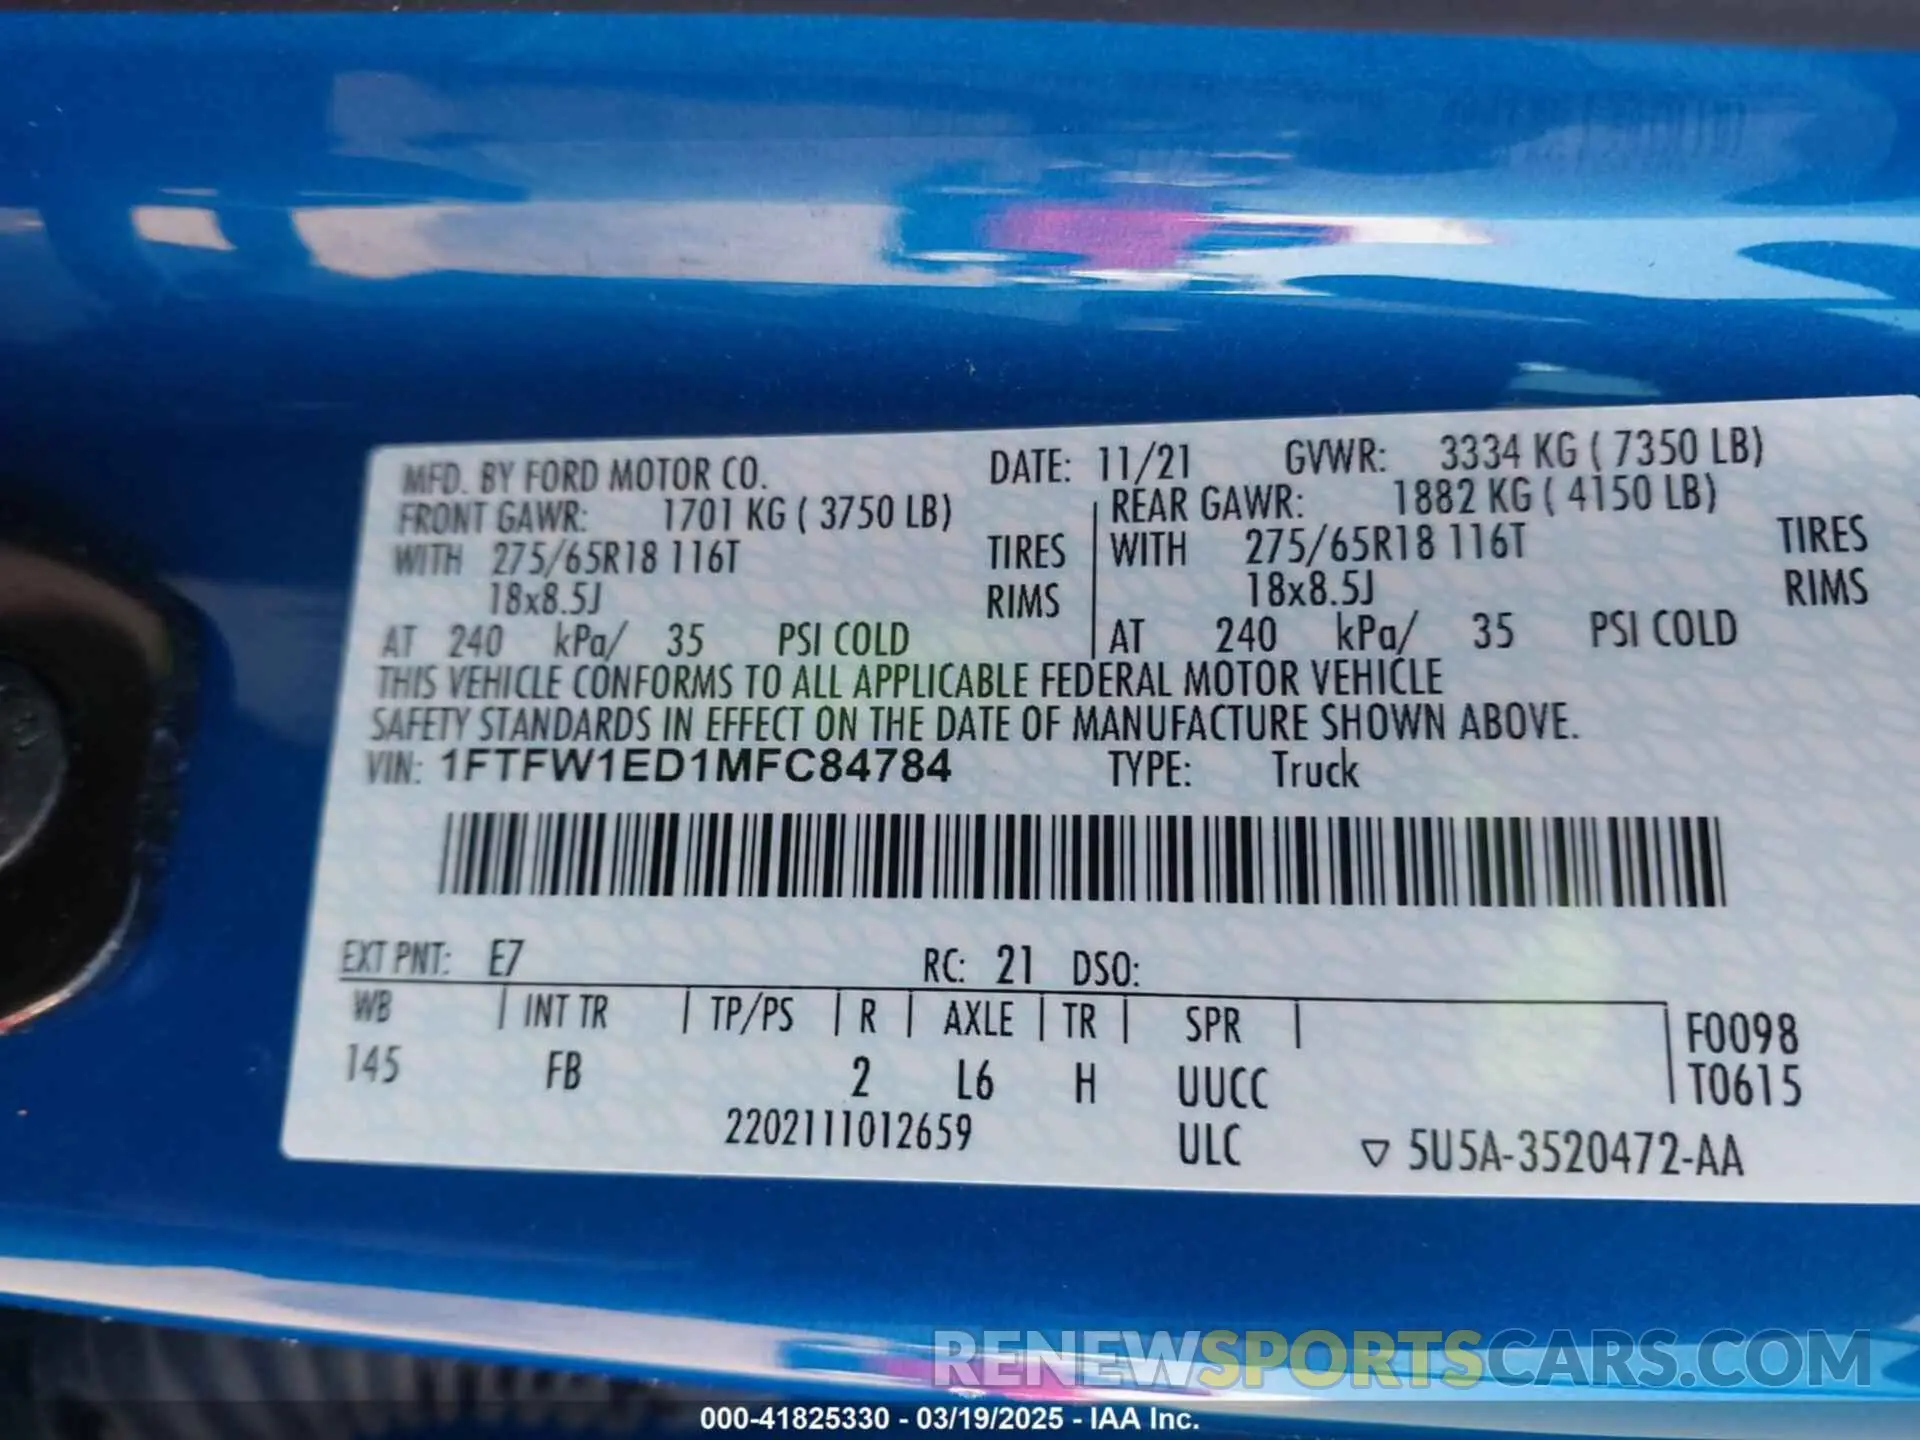 MFD. BY FORD MOTOR CO. DATE: 11/21 GVWR: 3334 KG ( 7350 LB)
FRONT GAWR: 1701 KG ( 3750 LB) REAR GAWR: 1882 KG ( 4150 LB)
WITH 275/65R18 116T TIRES WITH 275/65R18 116T TIRES
18x8.5J RIMS 18x8.5J RIMS
AT 240 kPa/ 35 PSI COLD AT 240 kPa/ 35 PSI COLD
THIS VEHICLE CONFORMS TO ALL APPLICABLE FEDERAL MOTOR VEHICLE
SAFETY STANDARDS IN EFFECT ON THE DATE OF MANUFACTURE SHOWN ABOVE.
VIN: 1FTFW1ED1MFC84784 TYPE: Truck
EXT PNT: E7 RC: 21 DSO:
WB | INT TR | TP/PS | R | AXLE | TR | SPR | F0098
145 FB 2 L6 H UUCC T0615
2202111012659 ULC ▽ 5U5A-3520472-AA
RENEWSPORTSCARS.COM
000-41825330 - 03/19/2025 - IAA Inc.